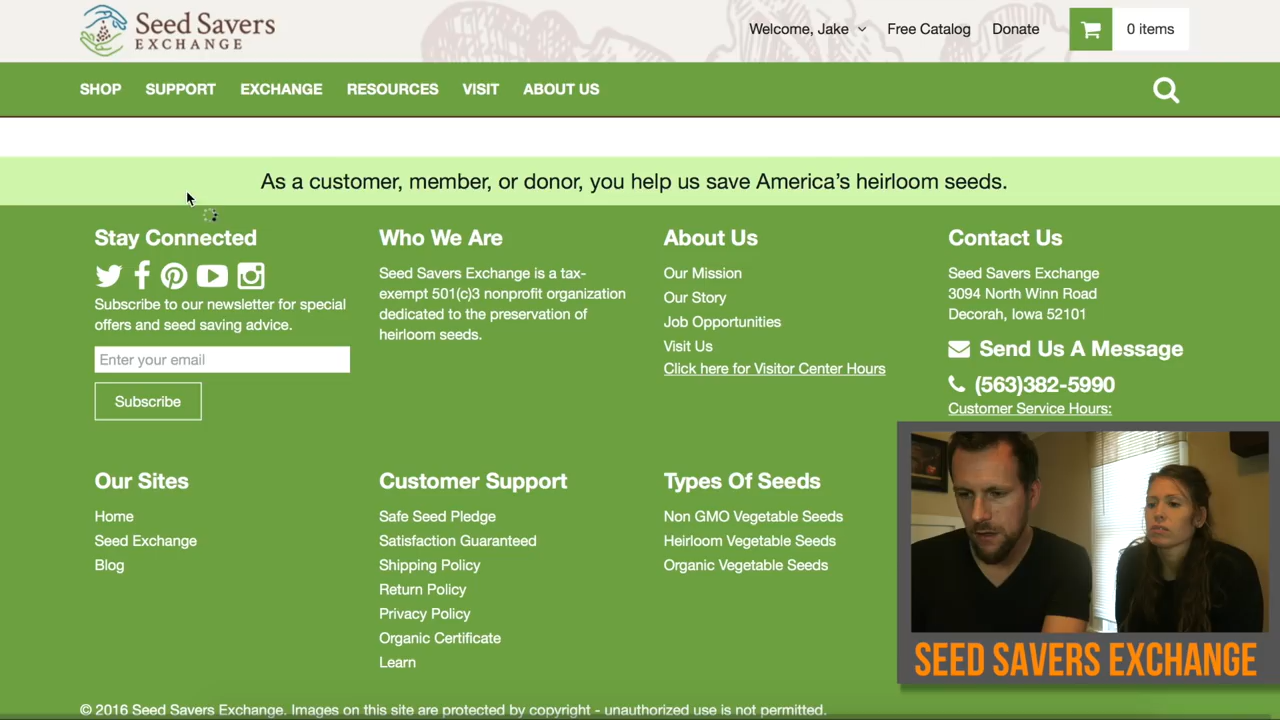 Seed Savers
EXCHANGE
Welcome, Jake
Free Catalog
Donate
0 items
SHOP
SUPPORT
EXCHANGE
RESOURCES
VISIT
ABOUT US
As a customer, member, or donor, you help us save America's heirloom seeds.
Stay Connected
Subscribe to our newsletter for special
offers and seed saving advice.
Enter your email
Subscribe
Who We Are
Seed Savers Exchange is a tax-
exempt 501(c)3 nonprofit organization
dedicated to the preservation of
heirloom seeds.
About Us
Our Mission
Our Story
Job Opportunities
Visit Us
Click here for Visitor Center Hours
Contact Us
Seed Savers Exchange
3094 North Winn Road
Decorah, Iowa 52101
Send Us A Message
(563)382-5990
Customer Service Hours:
Our Sites
Home
Seed Exchange
Blog
Customer Support
Safe Seed Pledge
Satisfaction Guaranteed
Shipping Policy
Return Policy
Privacy Policy
Organic Certificate
Learn
Types Of Seeds
Non GMO Vegetable Seeds
Heirloom Vegetable Seeds
Organic Vegetable Seeds
SEED SAVERS EXCHANGE
© 2016 Seed Savers Exchange. Images on this site are protected by copyright - unauthorized use is not permitted.